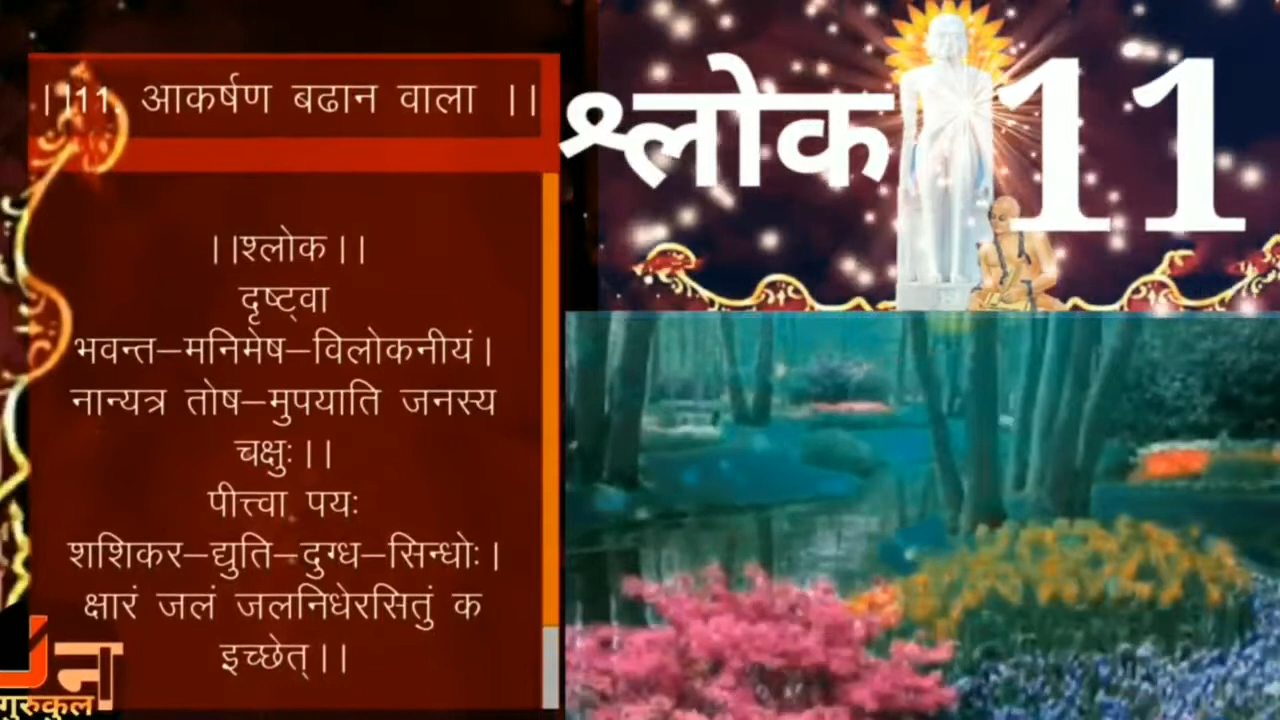 ||11. आकर्षण बढान वाला ||
श्लोक 11
||श्लोक||
दृष्ट्वा
भवन्त–मनिमेष–विलोकनीयं|
नान्यत्र तोष–मुपयाति जनस्य
चक्षुः||
पीत्त्वा पयः
शशिकर–द्युति–दुग्ध–सिन्धोः|
क्षारं जलं जलनिधेरसितुं क
इच्छेत्||
गुरुकुल